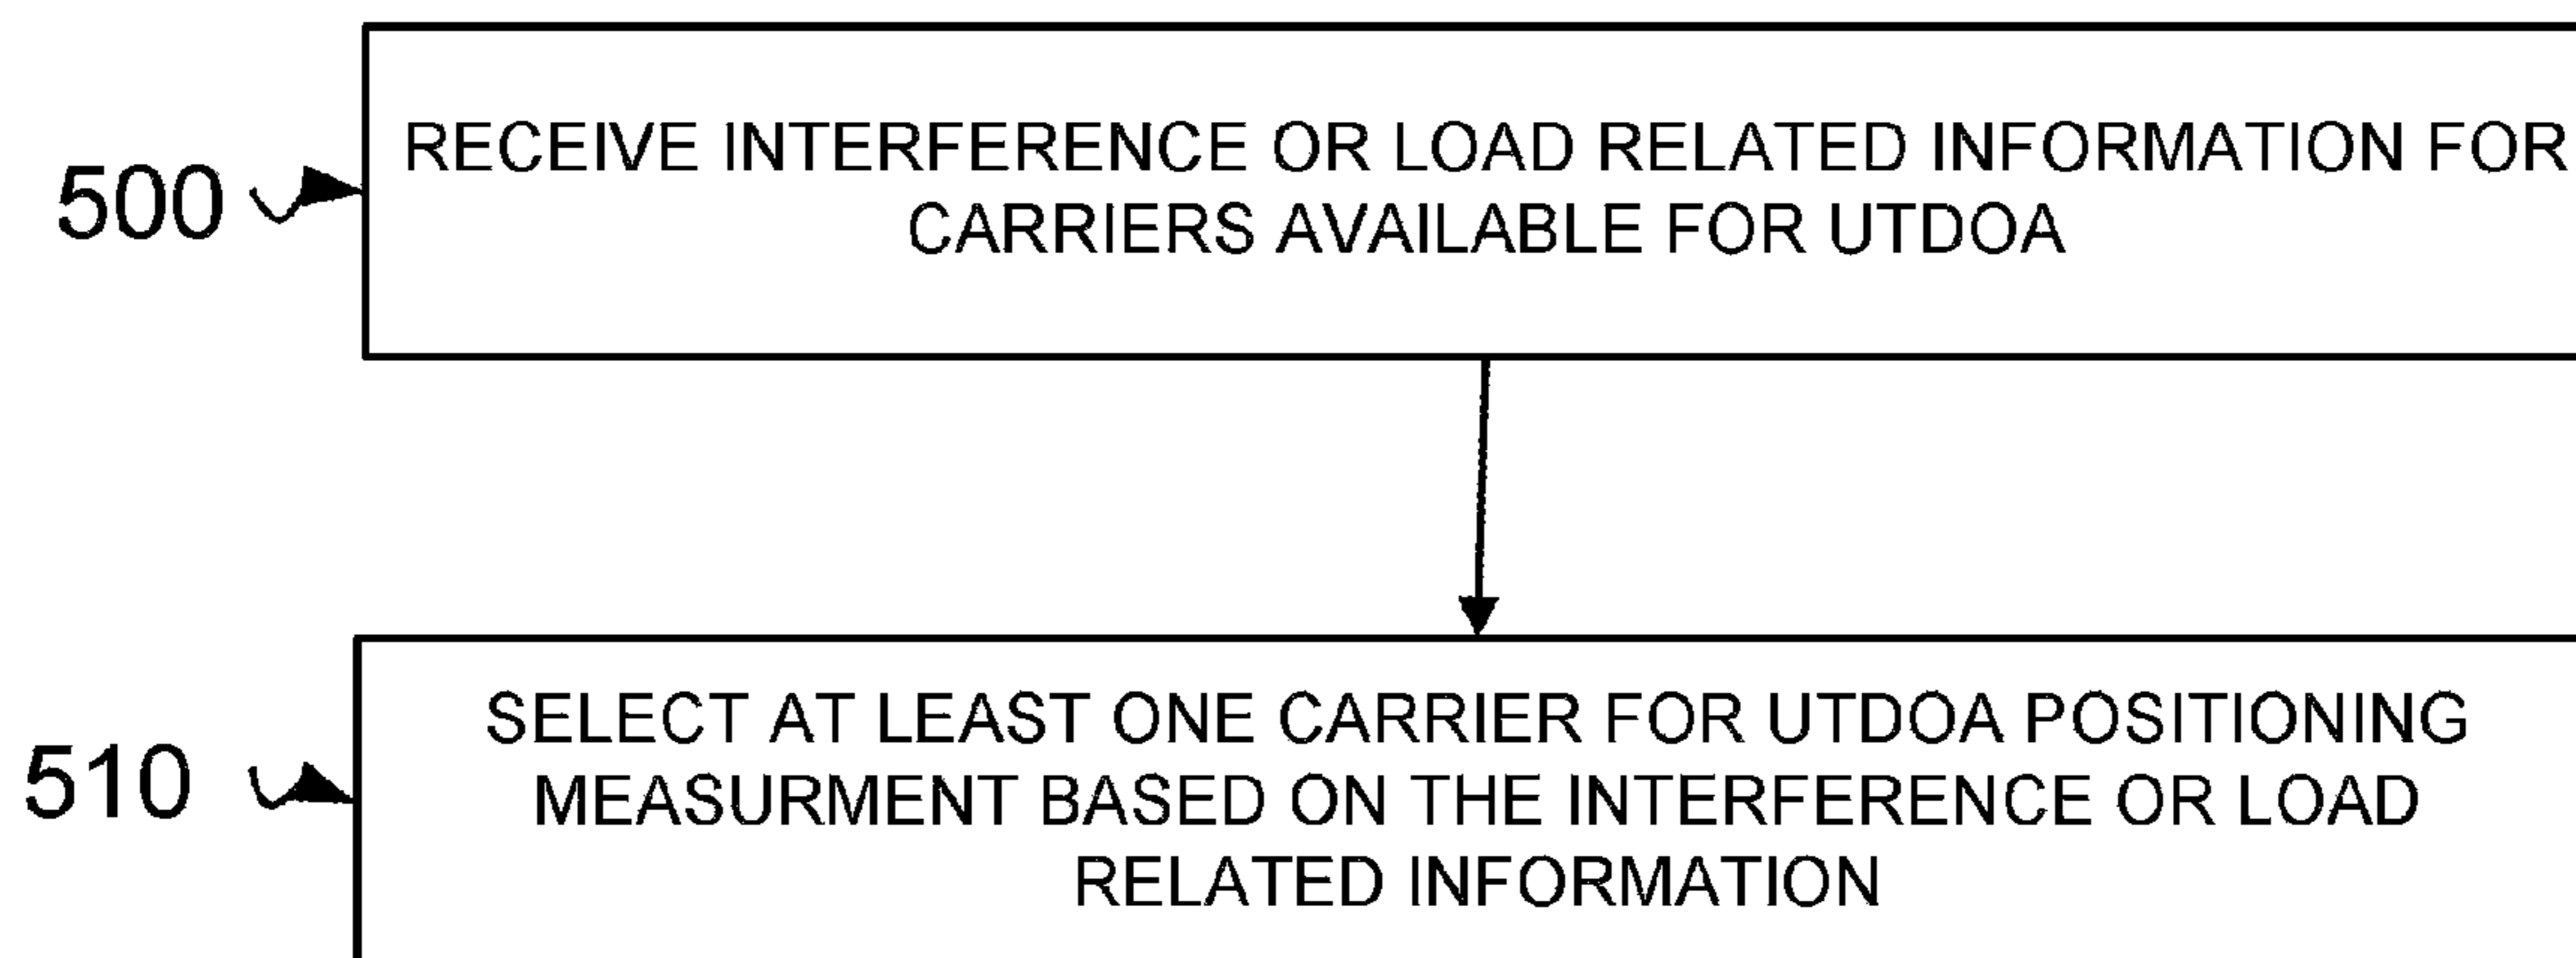 RECEIVE INTERFERENCE OR LOAD RELATED INFORMATION FOR
500
CARRIERS AVAILABLE FOR UTDOA
SELECT AT LEAST ONE CARRIER FOR UTDOA POSITIONING
510
MEASURMENT BASED ON THE INTERFERENCE OR LOAD
RELATED INFORMATION